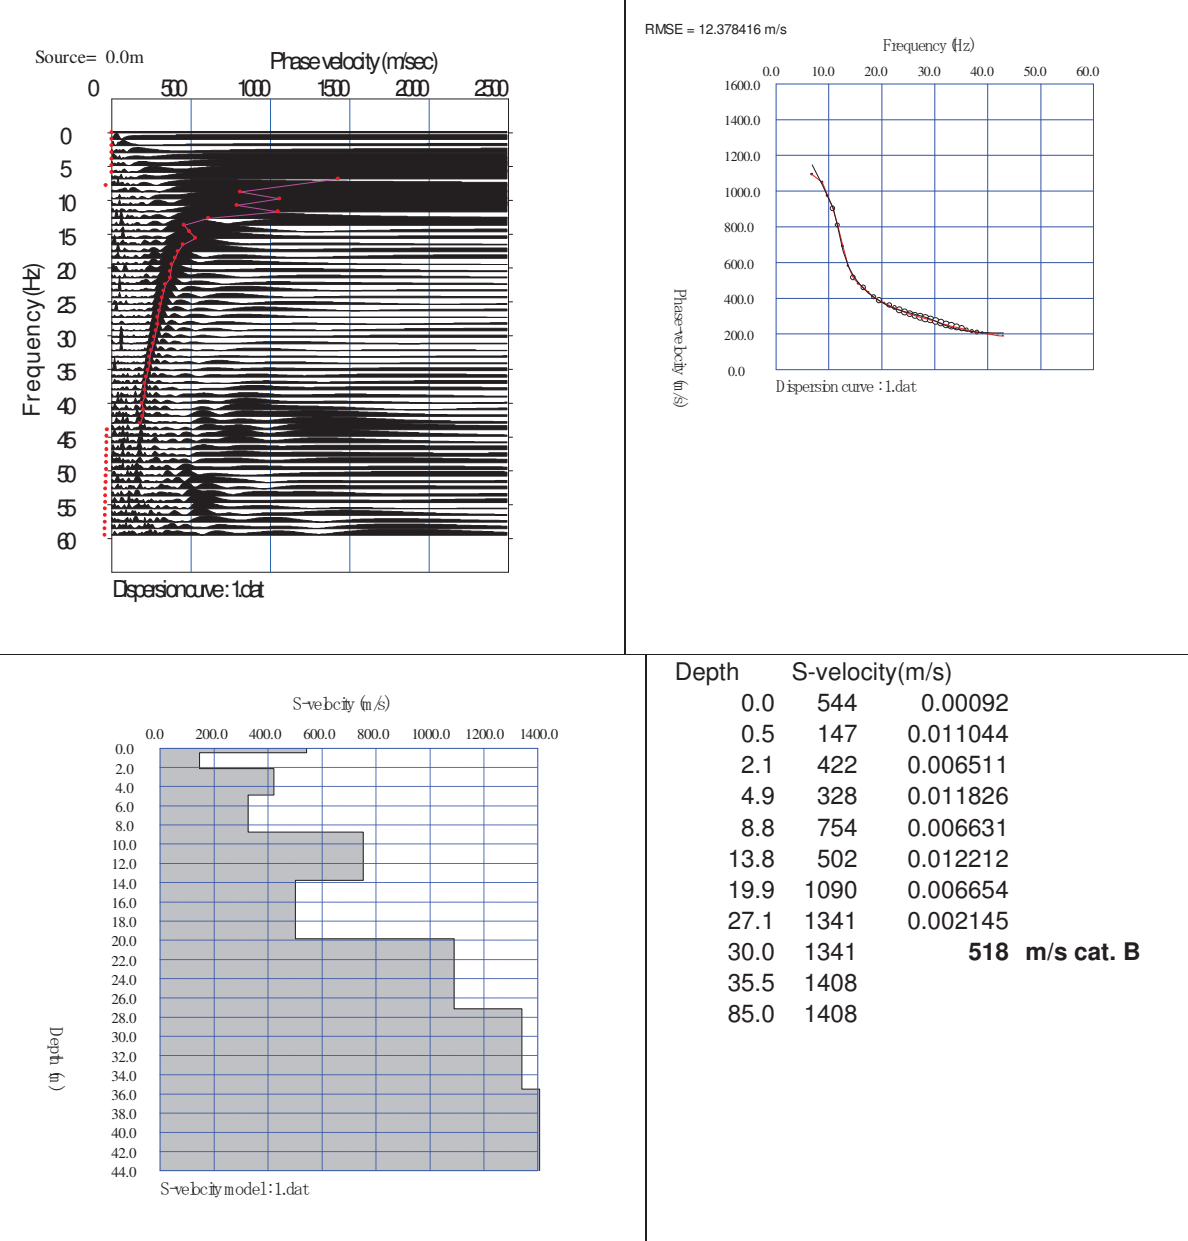 Source= 0.0m
Phase velocity (m/sec)
0 500 1000 1500 2000 2500
Frequency (Hz)
0
5
10
15
20
25
30
35
40
45
50
55
60
Dispersion curve : 1.dat
RMSE = 12.378416 m/s
Frequency (Hz)
0.0 10.0 20.0 30.0 40.0 50.0 60.0
1600.0
1400.0
1200.0
1000.0
800.0
600.0
400.0
200.0
0.0
Phase-velocity (m/s)
Dispersion curve : 1.dat
S-velocity (m/s)
0.0 200.0 400.0 600.0 800.0 1000.0 1200.0 1400.0
0.0
2.0
4.0
6.0
8.0
10.0
12.0
14.0
16.0
18.0
20.0
22.0
24.0
26.0
28.0
30.0
32.0
34.0
36.0
38.0
40.0
42.0
44.0
Depth (m)
S-velocity model : 1.dat
Depth S-velocity(m/s)
0.0 544 0.00092
0.5 147 0.011044
2.1 422 0.006511
4.9 328 0.011826
8.8 754 0.006631
13.8 502 0.012212
19.9 1090 0.006654
27.1 1341 0.002145
30.0 1341 518 m/s cat. B
35.5 1408
85.0 1408